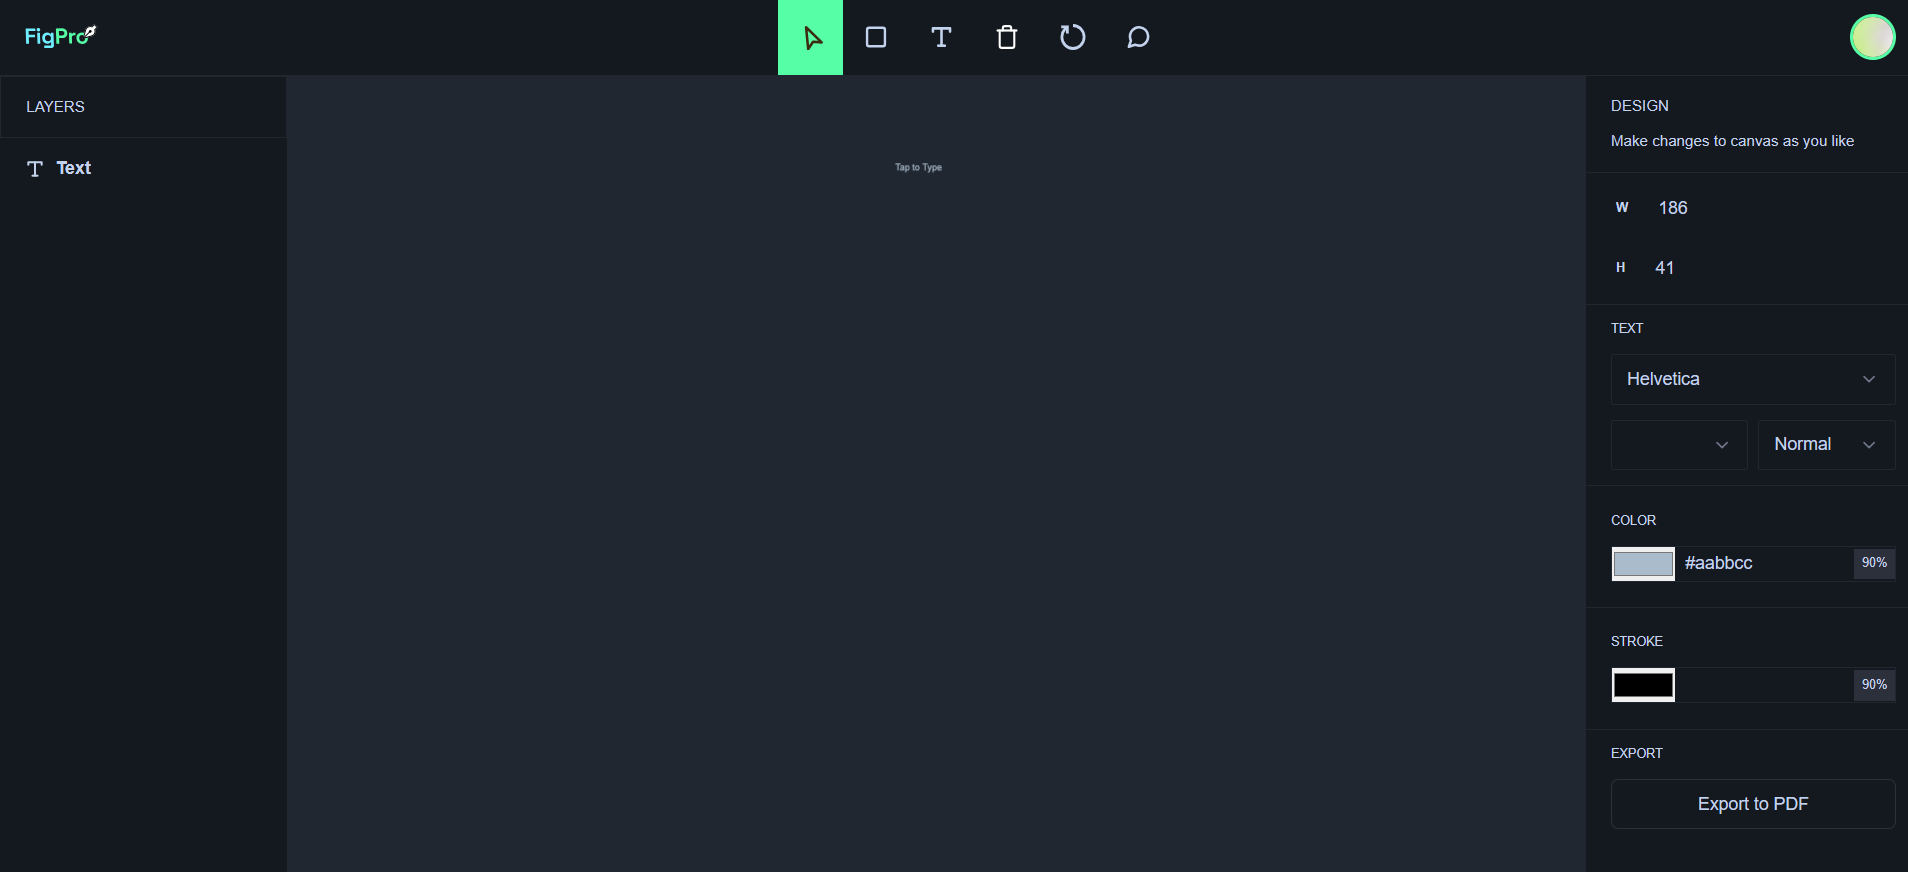 FigPro
LAYERS
Text
Tap to Type
DESIGN
Make changes to canvas as you like
W 186
H 41
TEXT
Helvetica
Normal
COLOR
#aabbcc 90%
STROKE
90%
EXPORT
Export to PDF